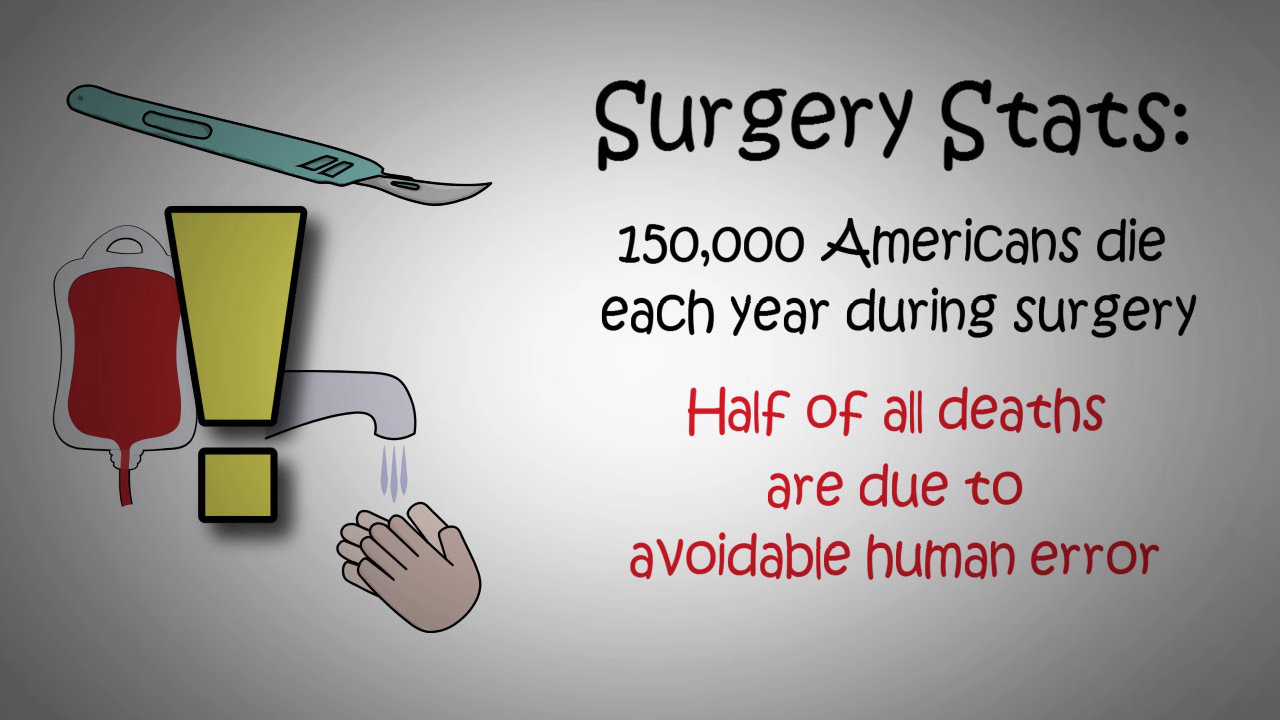 Surgery Stats:
150,000 Americans die
each year during surgery
Half of all deaths
are due to
avoidable human error